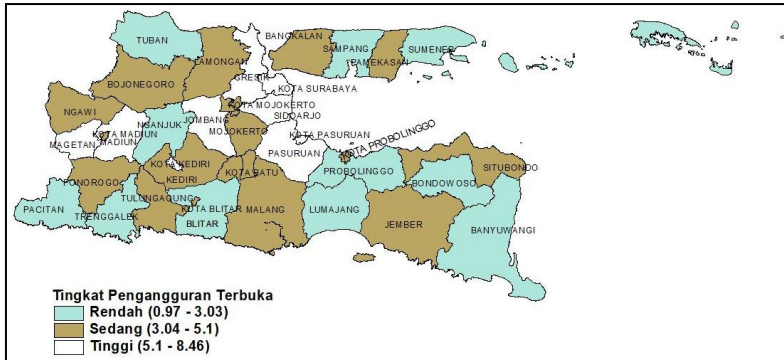 TUBAN
BANGKALAN
LAMONGAN
SAMPANG
SUMENEP
PAMEKASAN
GRESIK
BOJONEGORO
KOTA SURABAYA
NGAWI
KOTA MOJOKERTO
SIDOARJO
NGANJUK
JOMBANG
KOTA MADIUN
MADIUN
MOJOKERTO
KOTA PASURUAN
KOTA PROBOLINGGO
MAGETAN
PASURUAN
KOTA KEDIRI
KEDIRI
KOTA BATU
PROBOLINGGO
SITUBONDO
BONDOWOSO
PONOROGO
TULUNGAGUNG
PACITAN
TRENGGALEK
KOTA BLITAR
BLITAR
MALANG
LUMAJANG
JEMBER
BANYUWANGI
Tingkat Pengangguran Terbuka
Rendah (0.97 - 3.03)
Sedang (3.04 - 5.1)
Tinggi (5.1 - 8.46)